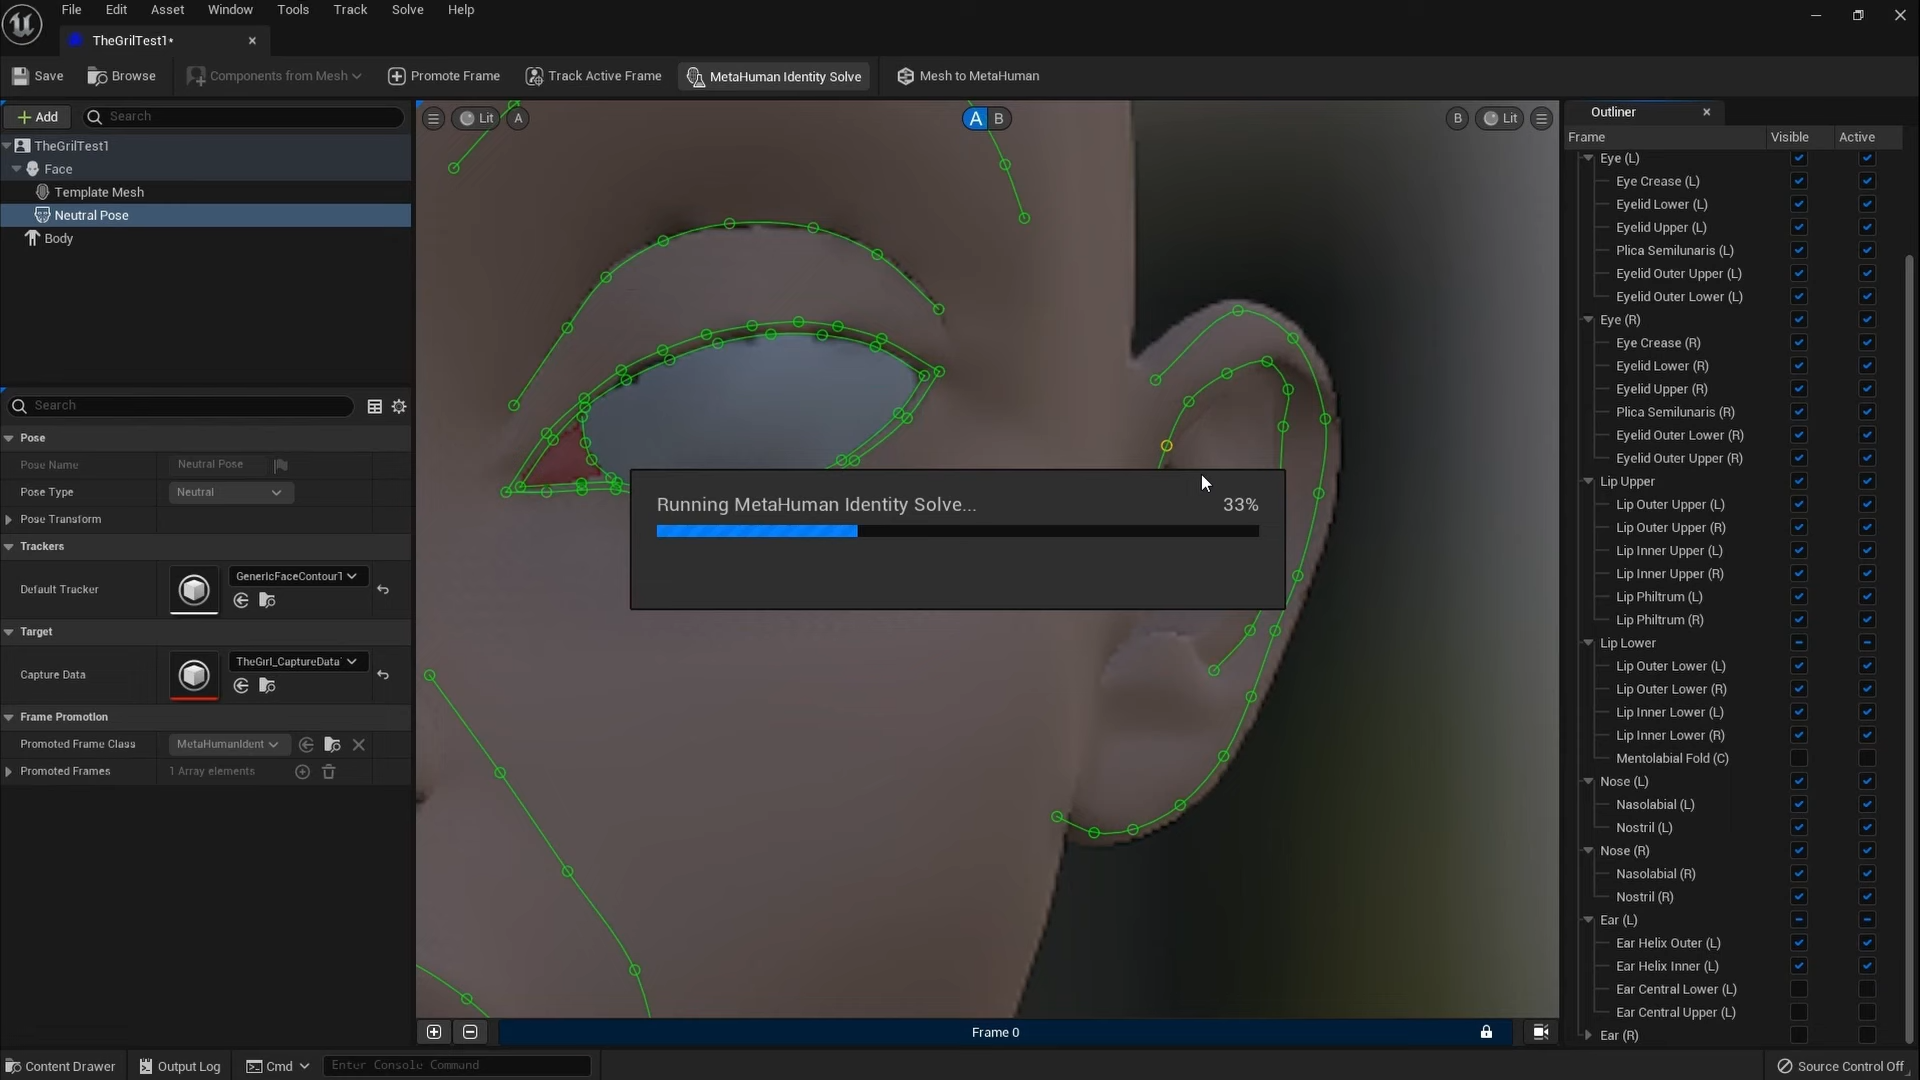 File Edit Window Tools Track Solve Help
TheGrilTest1*
Save Browse Components from Mesh Promote Frame Track Active Frame MetaHuman Identity Solve Mesh to MetaHuman
Add Search
TheGrilTest1
Face
Template Mesh
Neutral Pose
Body
Search
Pose
Pose Name Neutral Pose
Pose Type Neutral
Pose Transform
Trackers
Default Tracker GenericFaceContourT
Target
Capture Data TheGirl_CaptureData
Frame Promotion
Promoted Frame Class MetaHumanIdent
Promoted Frames 1 Array elements
Lit A A B B Lit
Running MetaHuman Identity Solve... 33%
Frame 0
Outliner
Frame Visible Active
Eye (L)
Eye Crease (L)
Eyelid Lower (L)
Eyelid Upper (L)
Plica Semilunaris (L)
Eyelid Outer Upper (L)
Eyelid Outer Lower (L)
Eye (R)
Eye Crease (R)
Eyelid Lower (R)
Eyelid Upper (R)
Plica Semilunaris (R)
Eyelid Outer Lower (R)
Eyelid Outer Upper (R)
Lip Upper
Lip Outer Upper (L)
Lip Outer Upper (R)
Lip Inner Upper (L)
Lip Inner Upper (R)
Lip Philtrum (L)
Lip Philtrum (R)
Lip Lower
Lip Outer Lower (L)
Lip Outer Lower (R)
Lip Inner Lower (L)
Lip Inner Lower (R)
Mentolabial Fold (C)
Nose (L)
Nasolabial (L)
Nostril (L)
Nose (R)
Nasolabial (R)
Nostril (R)
Ear (L)
Ear Helix Outer (L)
Ear Helix Inner (L)
Ear Central Lower (L)
Ear Central Upper (L)
Ear (R)
Content Drawer Output Log Cmd Enter Console Command Source Control Off